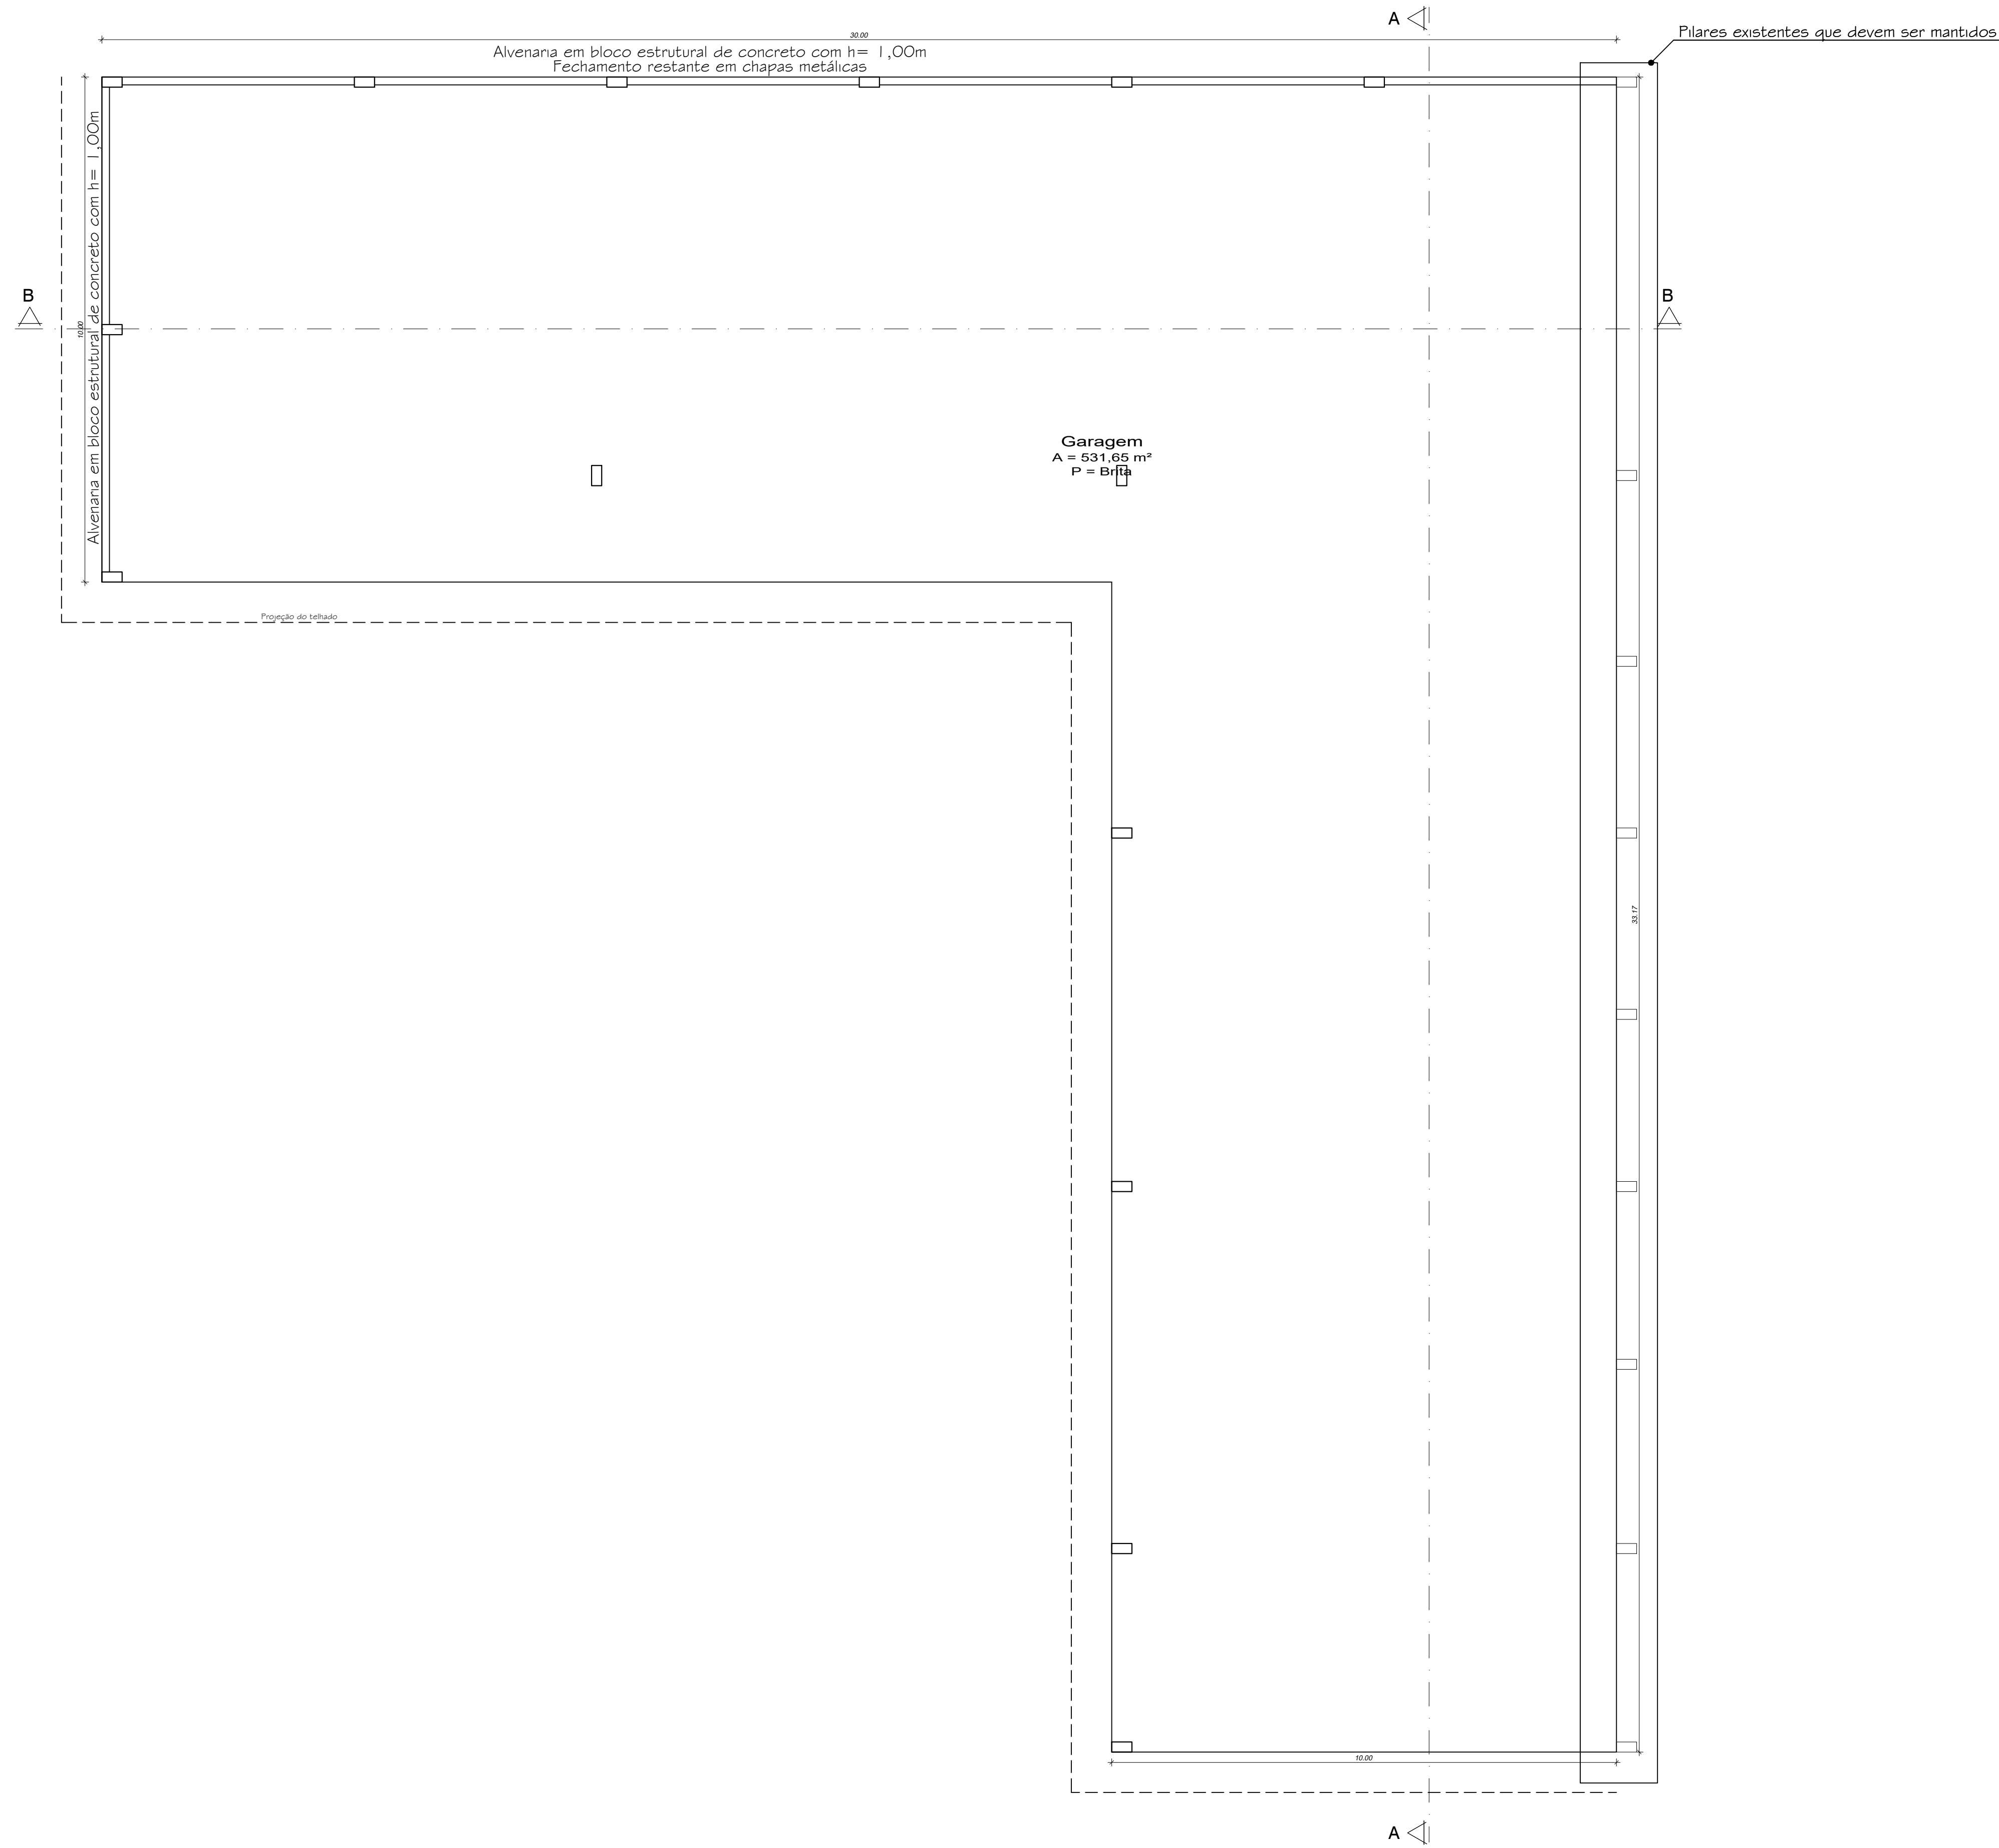 A
Pilares existentes que devem ser mantidos
30.00
Alvenaria em bloco estrutural de concreto com h= 1,00m
Fechamento restante em chapas metálicas
Alvenaria em bloco estrutural de concreto com h= 1,00m
10.00
B
B
Garagem
A = 531,65 m²
P = Brita
Projeção do telhado
33.17
10.00
A